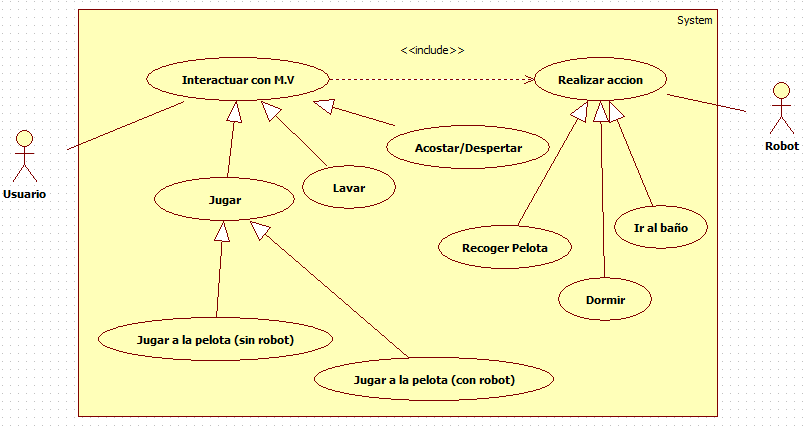 System
<<include>>
Interactuar con M.V
Realizar accion
Usuario
Robot
Acostar/Despertar
Lavar
Jugar
Ir al baño
Recoger Pelota
Dormir
Jugar a la pelota (sin robot)
Jugar a la pelota (con robot)